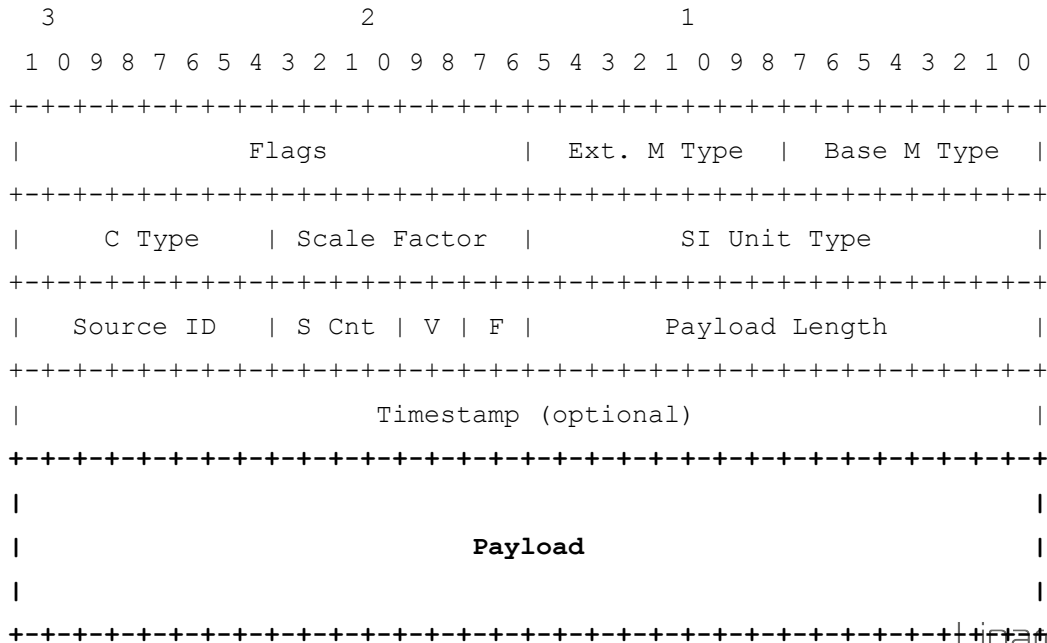 3 2 1
1 0 9 8 7 6 5 4 3 2 1 0 9 8 7 6 5 4 3 2 1 0 9 8 7 6 5 4 3 2 1 0
+-+-+-+-+-+-+-+-+-+-+-+-+-+-+-+-+-+-+-+-+-+-+-+-+-+-+-+-+-+-+-+-+
| Flags | Ext. M Type | Base M Type |
+-+-+-+-+-+-+-+-+-+-+-+-+-+-+-+-+-+-+-+-+-+-+-+-+-+-+-+-+-+-+-+-+
| C Type | Scale Factor | SI Unit Type |
+-+-+-+-+-+-+-+-+-+-+-+-+-+-+-+-+-+-+-+-+-+-+-+-+-+-+-+-+-+-+-+-+
| Source ID | S Cnt | V | F | Payload Length |
+-+-+-+-+-+-+-+-+-+-+-+-+-+-+-+-+-+-+-+-+-+-+-+-+-+-+-+-+-+-+-+-+
| Timestamp (optional) |
+-+-+-+-+-+-+-+-+-+-+-+-+-+-+-+-+-+-+-+-+-+-+-+-+-+-+-+-+-+-+-+-+
| |
| Payload |
| |
+-+-+-+-+-+-+-+-+-+-+-+-+-+-+-+-+-+-+-+-+-+-+-+-+-+-+-+-+-+-+-+-+